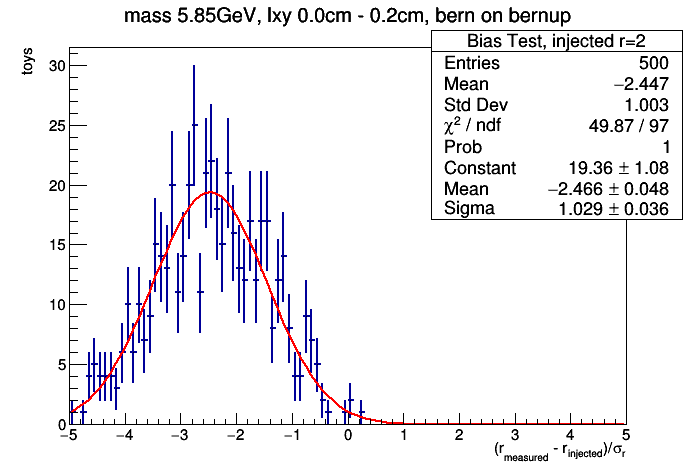 mass 5.85GeV, lxy 0.0cm - 0.2cm, bern on bernup
Bias Test, injected r=2
Entries 500
Mean −2.447
Std Dev 1.003
χ² / ndf 49.87 / 97
Prob 1
Constant 19.36 ± 1.08
Mean −2.466 ± 0.048
Sigma 1.029 ± 0.036
toys
30
25
20
15
10
5
0
−5 −4 −3 −2 −1 0 1 2 3 4 5
(r_measured - r_injected)/σ_r